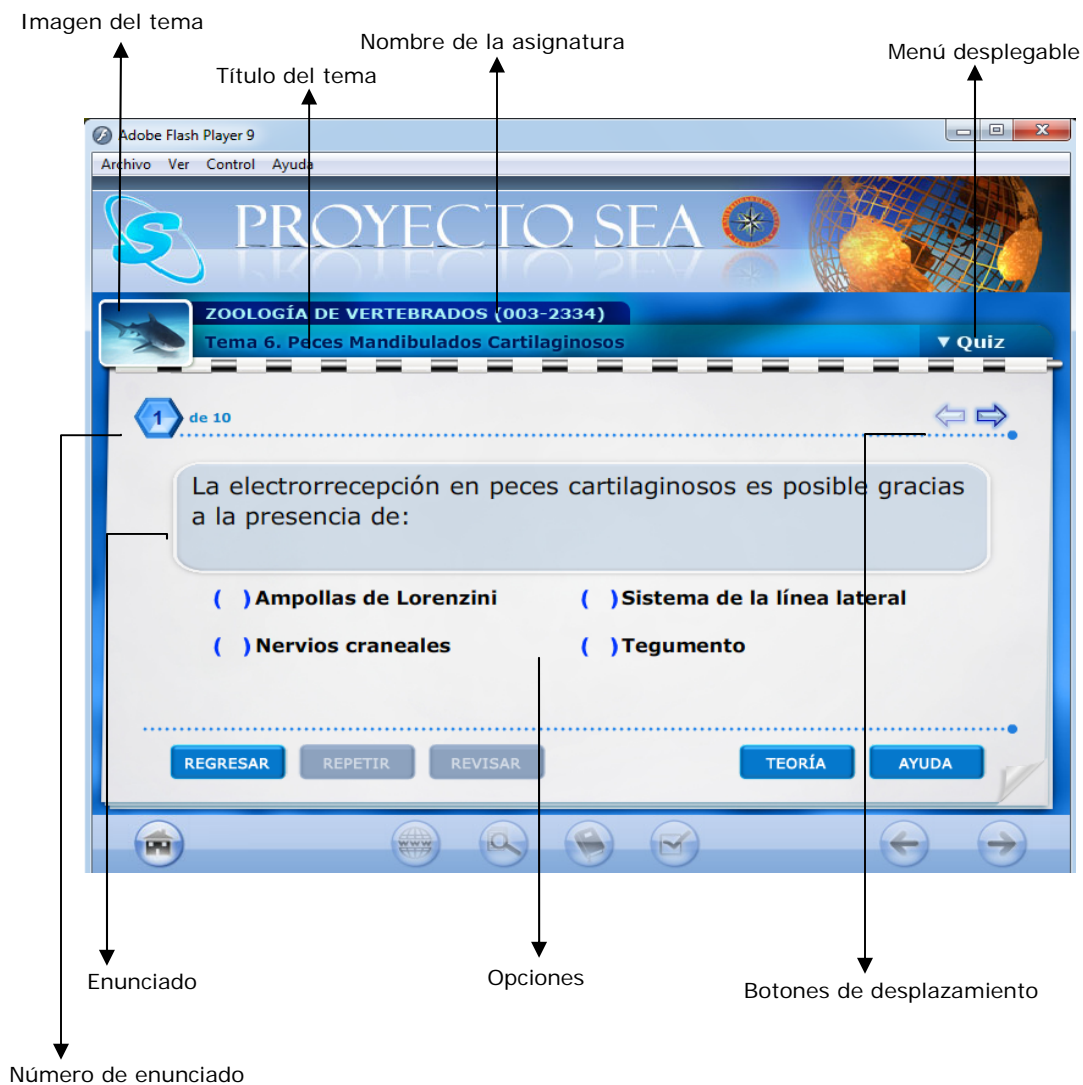 Imagen del tema
Nombre de la asignatura
Menú desplegable
Título del tema
Adobe Flash Player 9
Archivo Ver Control Ayuda
PROYECTO SEA
ZOOLOGÍA DE VERTEBRADOS (003-2334)
Tema 6. Peces Mandibulados Cartilaginosos
▼ Quiz
1 de 10
La electrorrecepción en peces cartilaginosos es posible gracias
a la presencia de:
( ) Ampollas de Lorenzini ( ) Sistema de la línea lateral
( ) Nervios craneales ( ) Tegumento
REGRESAR REPETIR REVISAR TEORÍA AYUDA
www
Enunciado
Opciones
Botones de desplazamiento
Número de enunciado